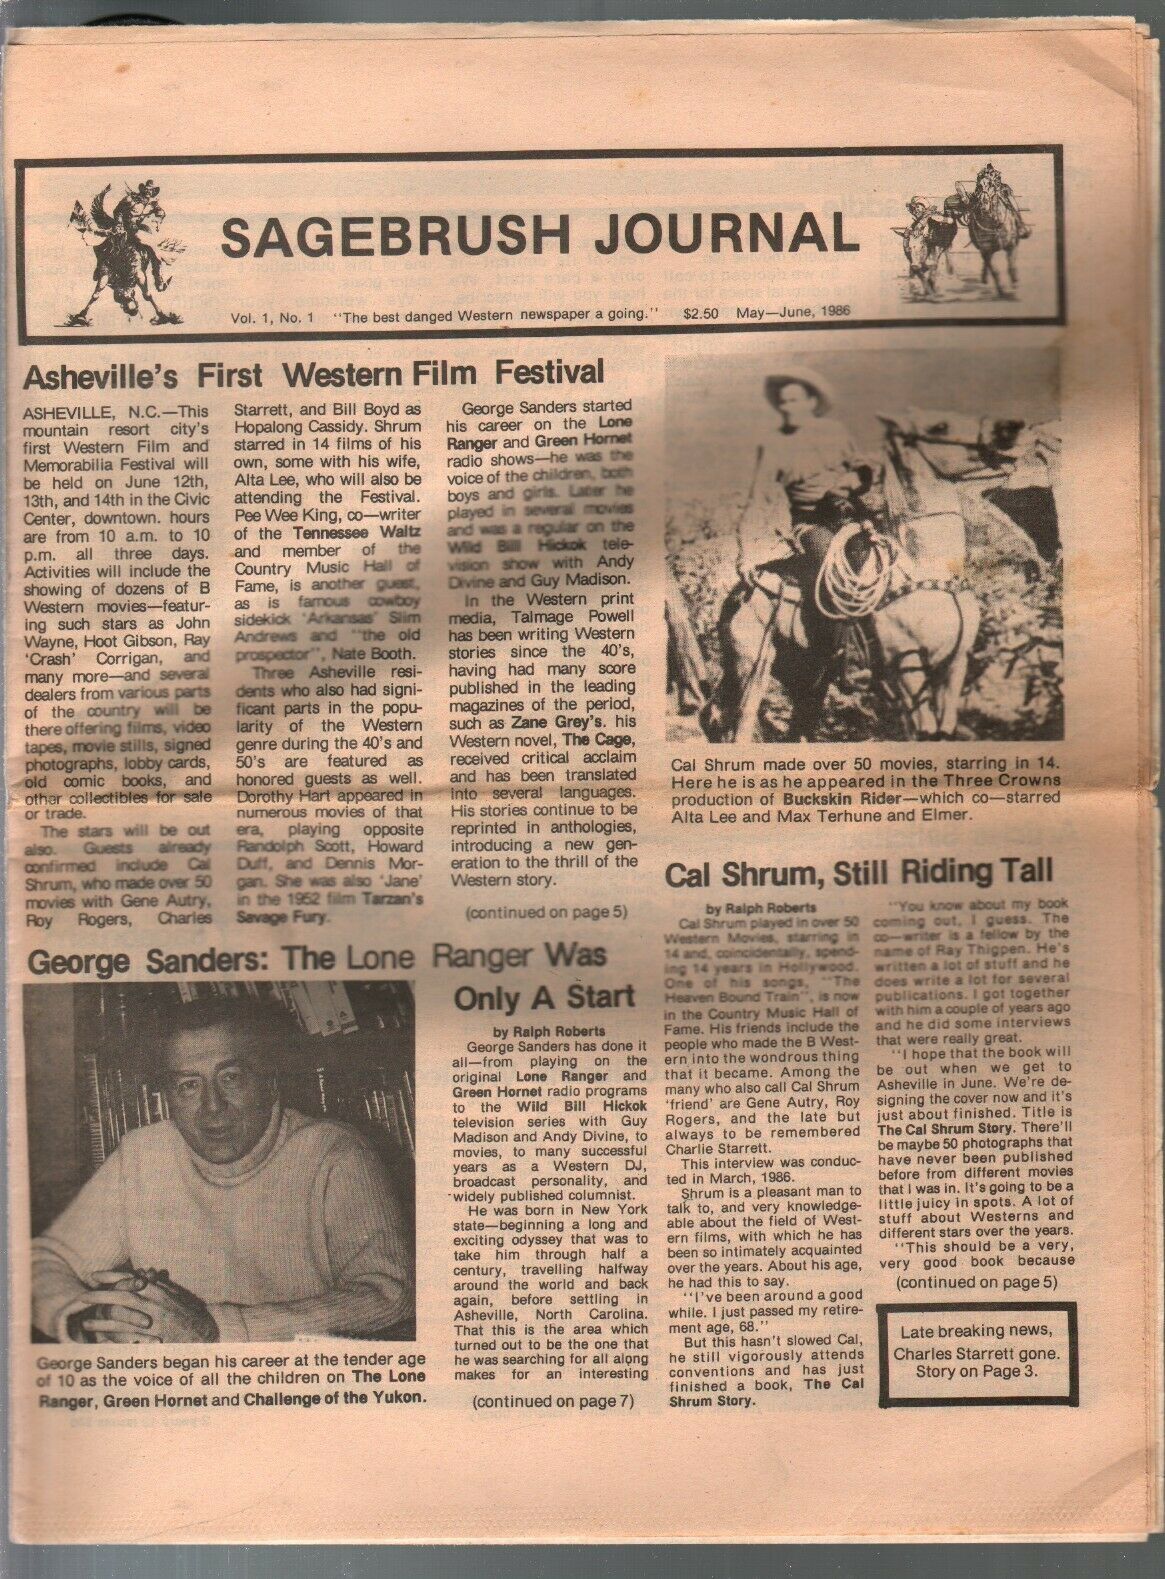 SAGEBRUSH JOURNAL
Vol. 1, No. 1 "The best danged Western newspaper a going." $2.50 May—June, 1986
Asheville's First Western Film Festival
ASHEVILLE, N.C.—This
mountain resort city's
first Western Film and
Memorabilia Festival will
be held on June 12th,
13th, and 14th in the Civic
Center, downtown. hours
are from 10 a.m. to 10
p.m. all three days.
Activities will include the
showing of dozens of B
Western movies—featur-
ing such stars as John
Wayne, Hoot Gibson, Ray
'Crash' Corrigan, and
many more—and several
dealers from various parts
of the country will be
there offering films, video
tapes, movie stills, signed
photographs, lobby cards,
old comic books, and
other collectibles for sale
or trade.
The stars will be out
also. Guests already
confirmed include Cal
Shrum, who made over 50
movies with Gene Autry,
Roy Rogers, Charles
Starrett, and Bill Boyd as
Hopalong Cassidy. Shrum
starred in 14 films of his
own, some with his wife,
Alta Lee, who will also be
attending the Festival.
Pee Wee King, co—writer
of the Tennessee Waltz
and member of the
Country Music Hall of
Fame, is another guest,
as is famous cowboy
sidekick 'Arkansas' Slim
Andrews and "the old
prospector", Nate Booth.
Three Asheville resi-
dents who also had signi-
ficant parts in the popu-
larity of the Western
genre during the 40's and
50's are featured as
honored guests as well.
Dorothy Hart appeared in
numerous movies of that
era, playing opposite
Randolph Scott, Howard
Duff, and Dennis Mor-
gan. She was also 'Jane'
in the 1952 film Tarzan's
Savage Fury.
George Sanders started
his career on the Lone
Ranger and Green Hornet
radio shows—he was the
voice of the children, both
boys and girls. Later he
played in several movies
and was a regular on the
Wild Bill Hickok tele-
vision show with Andy
Divine and Guy Madison.
In the Western print
media, Talmage Powell
has been writing Western
stories since the 40's,
having had many score
published in the leading
magazines of the period,
such as Zane Grey's. his
Western novel, The Cage,
received critical acclaim
and has been translated
into several languages.
His stories continue to be
reprinted in anthologies,
introducing a new gen-
eration to the thrill of the
Western story.
(continued on page 5)
Cal Shrum made over 50 movies, starring in 14.
Here he is as he appeared in the Three Crowns
production of Buckskin Rider—which co—starred
Alta Lee and Max Terhune and Elmer.
George Sanders: The Lone Ranger Was
Only A Start
by Ralph Roberts
George Sanders has done it
all—from playing on the
original Lone Ranger and
Green Hornet radio programs
to the Wild Bill Hickok
television series with Guy
Madison and Andy Divine, to
movies, to many successful
years as a Western DJ,
broadcast personality, and
widely published columnist.
He was born in New York
state—beginning a long and
exciting odyssey that was to
take him through half a
century, travelling halfway
around the world and back
again, before settling in
Asheville, North Carolina.
That this is the area which
turned out to be the one that
he was searching for all along
makes for an interesting
(continued on page 7)
George Sanders began his career at the tender age
of 10 as the voice of all the children on The Lone
Ranger, Green Hornet and Challenge of the Yukon.
Cal Shrum, Still Riding Tall
by Ralph Roberts
Cal Shrum played in over 50
Western Movies, starring in
14 and, coincidentally, spend-
ing 14 years in Hollywood.
One of his songs, "The
Heaven Bound Train", is now
in the Country Music Hall of
Fame. His friends include the
people who made the B West-
ern into the wondrous thing
that it became. Among the
many who also call Cal Shrum
'friend' are Gene Autry, Roy
Rogers, and the late but
always to be remembered
Charlie Starrett.
This interview was conduc-
ted in March, 1986.
Shrum is a pleasant man to
talk to, and very knowledge-
able about the field of West-
ern films, with which he has
been so intimately acquainted
over the years. About his age,
he had this to say.
"I've been around a good
while. I just passed my retire-
ment age, 68."
But this hasn't slowed Cal,
he still vigorously attends
conventions and has just
finished a book, The Cal
Shrum Story.
"You know about my book
coming out, I guess. The
co—writer is a fellow by the
name of Ray Thigpen. He's
written a lot of stuff and he
does write a lot for several
publications. I got together
with him a couple of years ago
and he did some interviews
that were really great.
"I hope that the book will
be out when we get to
Asheville in June. We're de-
signing the cover now and it's
just about finished. Title is
The Cal Shrum Story. There'll
be maybe 50 photographs that
have never been published
before from different movies
that I was in. It's going to be a
little juicy in spots. A lot of
stuff about Westerns and
different stars over the years.
"This should be a very,
very good book because
(continued on page 5)
Late breaking news,
Charles Starrett gone.
Story on Page 3.